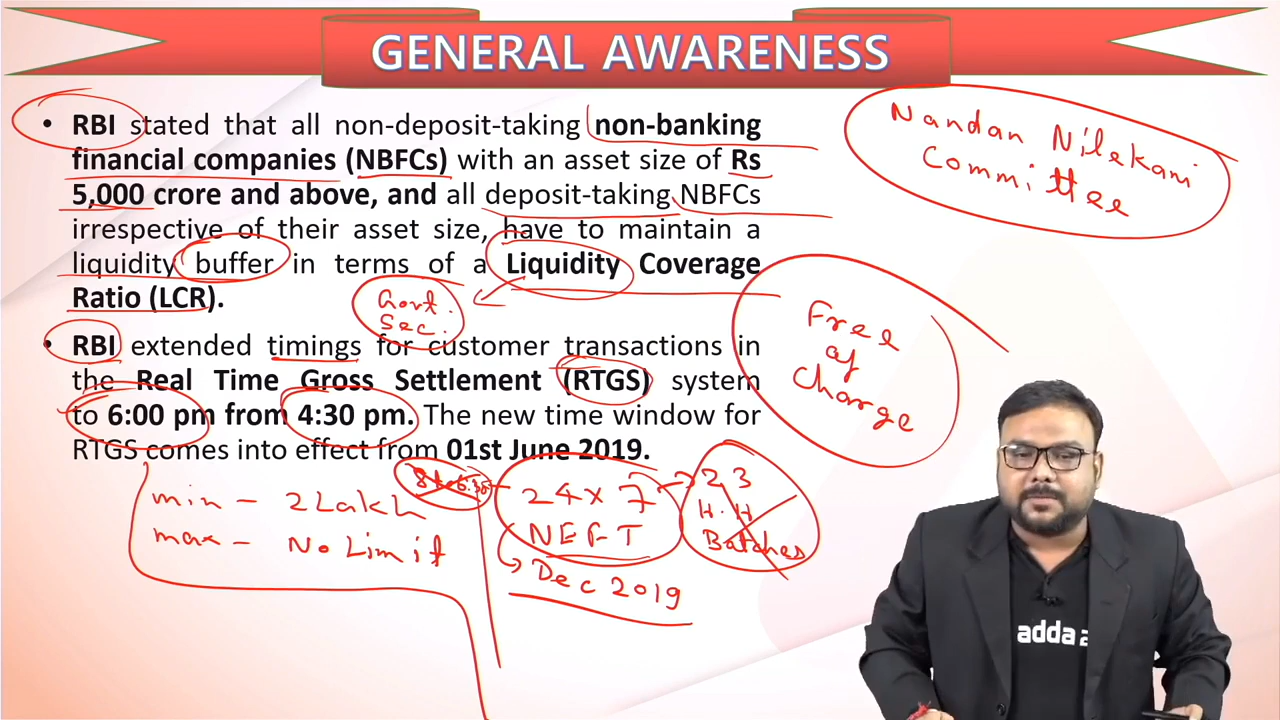 GENERAL AWARENESS
• RBI stated that all non-deposit-taking non-banking
financial companies (NBFCs) with an asset size of Rs
5,000 crore and above, and all deposit-taking NBFCs
irrespective of their asset size, have to maintain a
liquidity buffer in terms of a Liquidity Coverage
Ratio (LCR).
Govt.
Sec.
• RBI extended timings for customer transactions in
the Real Time Gross Settlement (RTGS) system
to 6:00 pm from 4:30 pm. The new time window for
RTGS comes into effect from 01st June 2019.
Nandan Nilekani
Committee
Free
of
Charge
min - 2 Lakh
max - No Limit
24x7
NEFT
Dec 2019
23
H.H
Batches
adda